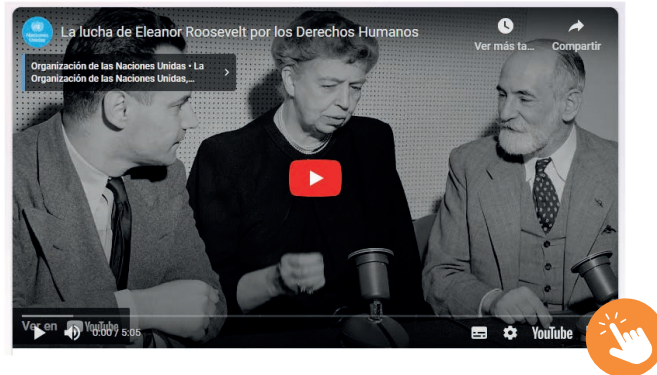 La lucha de Eleanor Roosevelt por los Derechos Humanos
Ver más ta...
Compartir
Organización de las Naciones Unidas • La
Organización de las Naciones Unidas,...
Ver en YouTube
0:00 / 5:05
YouTube